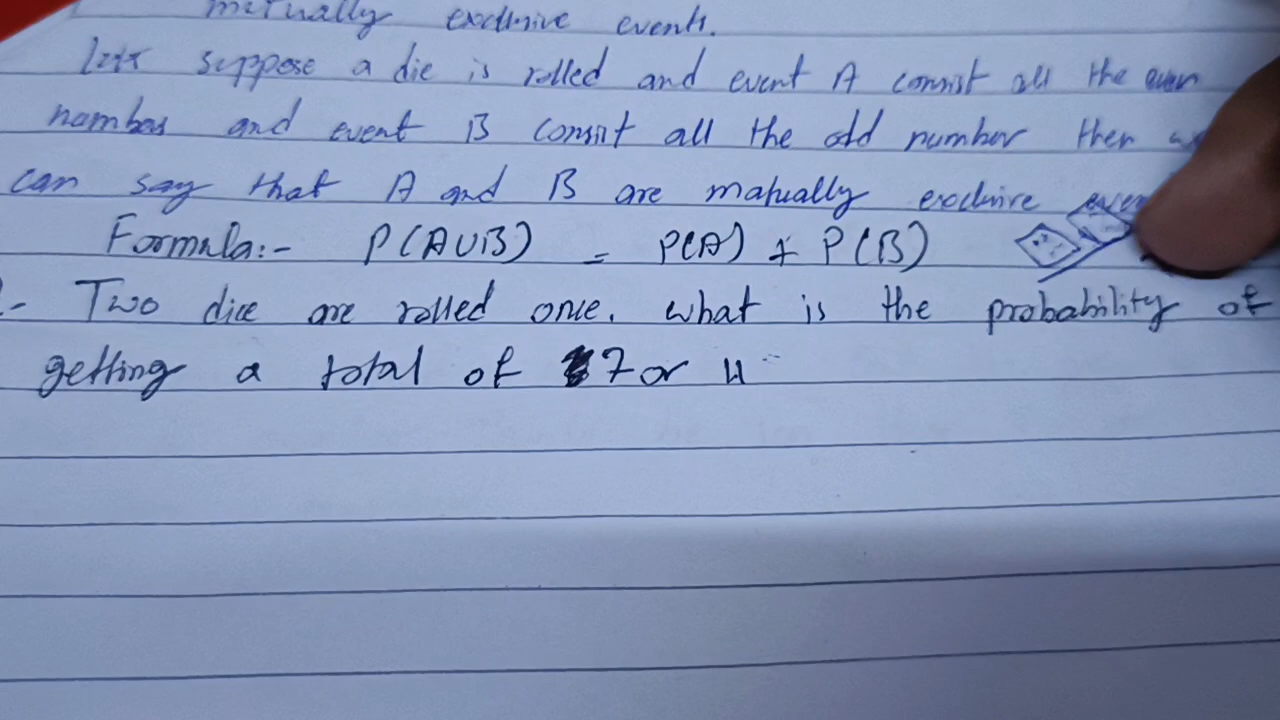 mutually exclusive events.
Lets suppose a die is rolled and event A consist all the even
numbers and event B consist all the odd number then we
can say that A and B are matually exclusive even
Formula:- P(AUB) = P(A) + P(B)
- Two dice are rolled once. what is the probability of
getting a total of 7 or 11